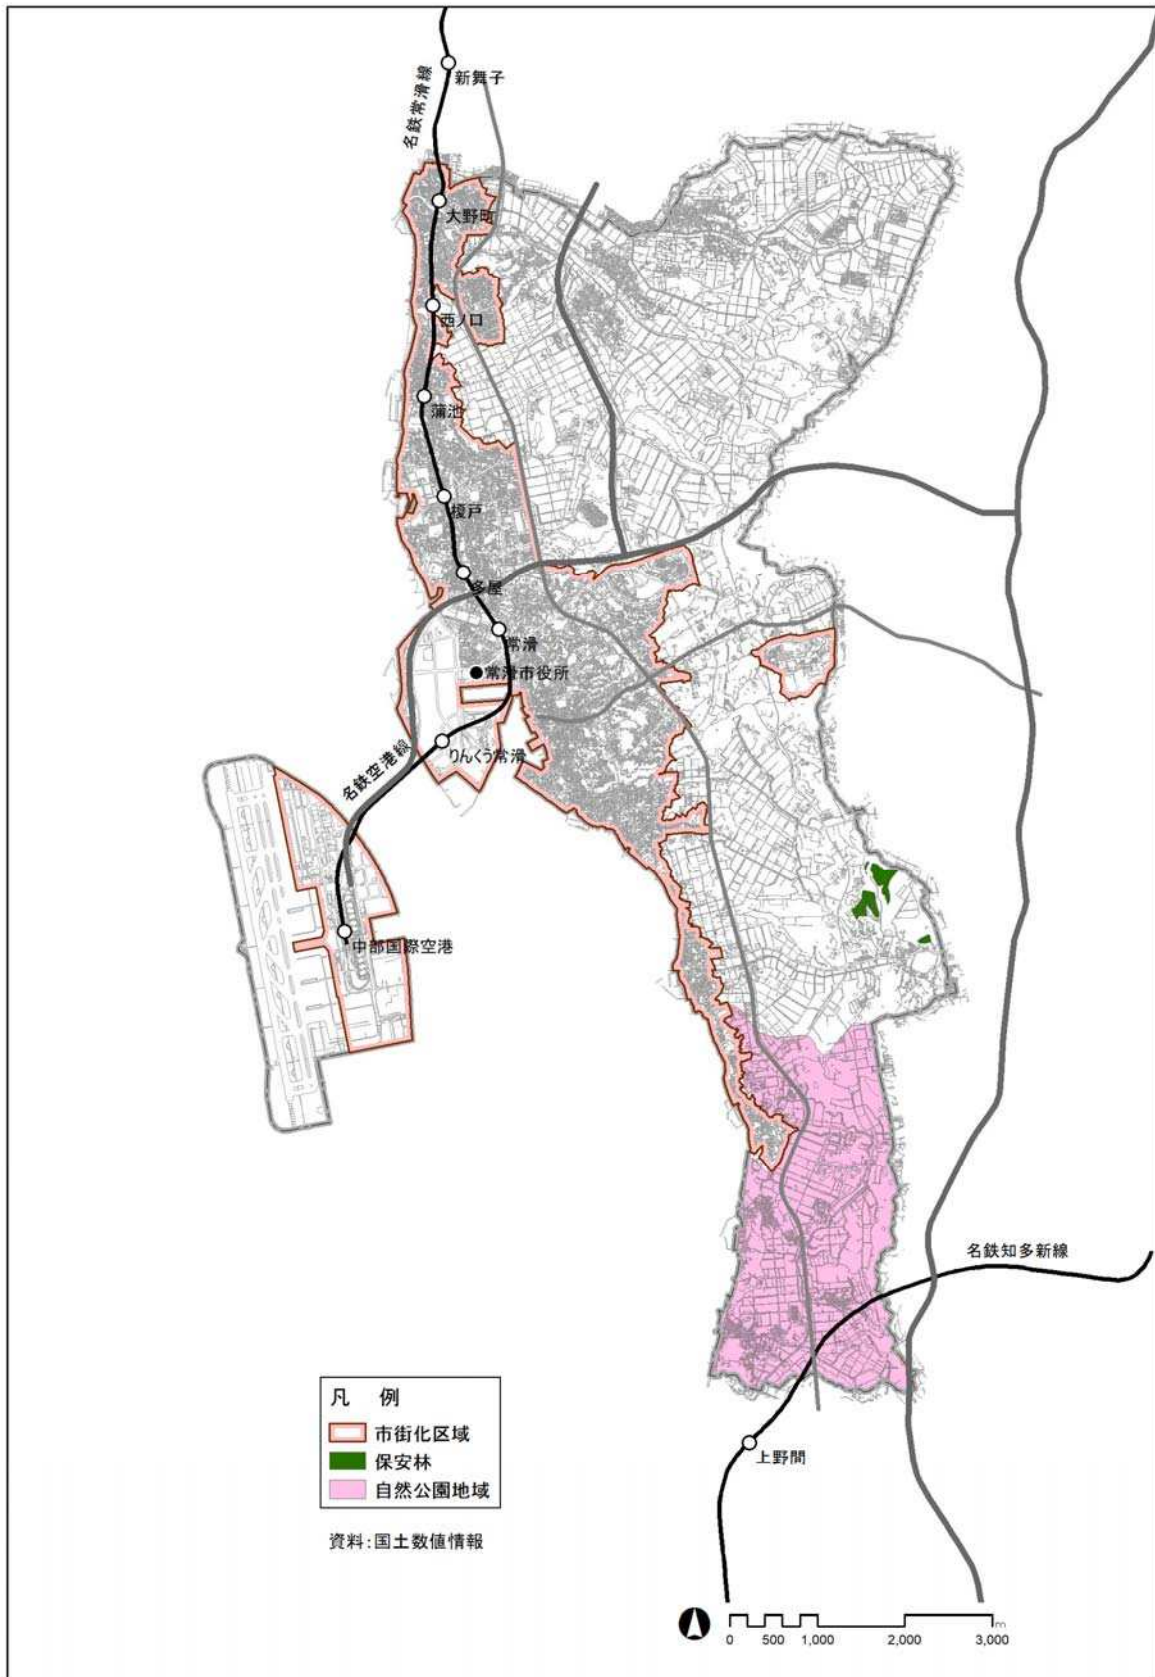 新舞子
名鉄常滑線
大野町
西ノ口
蒲池
榎戸
多屋
常滑
常滑市役所
りんくう常滑
名鉄空港線
中部国際空港
名鉄知多新線
上野間
凡 例
市街化区域
保安林
自然公園地域
資料:国土数値情報
0 500 1,000 2,000 3,000 m